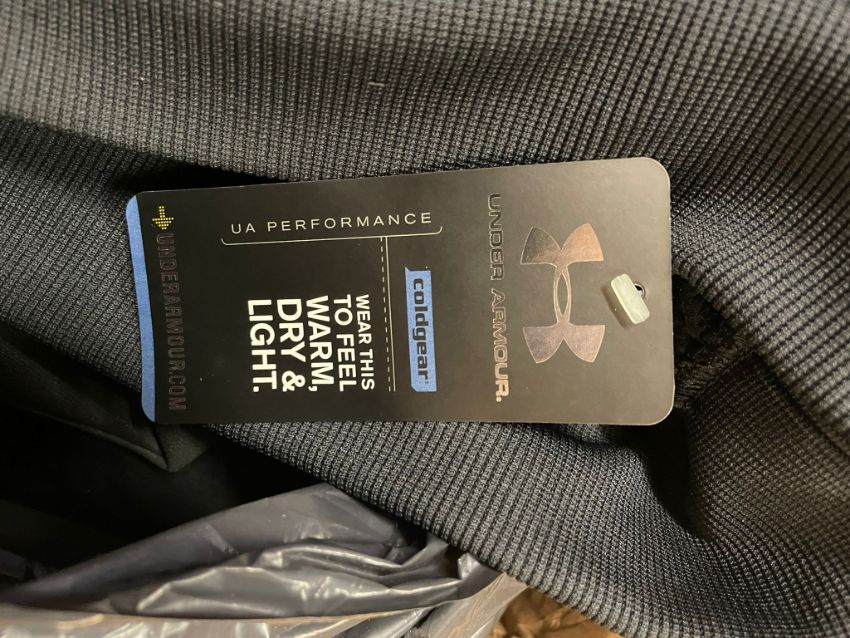 UNDER ARMOUR.
coldgear®
UA PERFORMANCE
WEAR THIS
TO FEEL
WARM,
DRY &
LIGHT.
UNDERARMOUR.COM